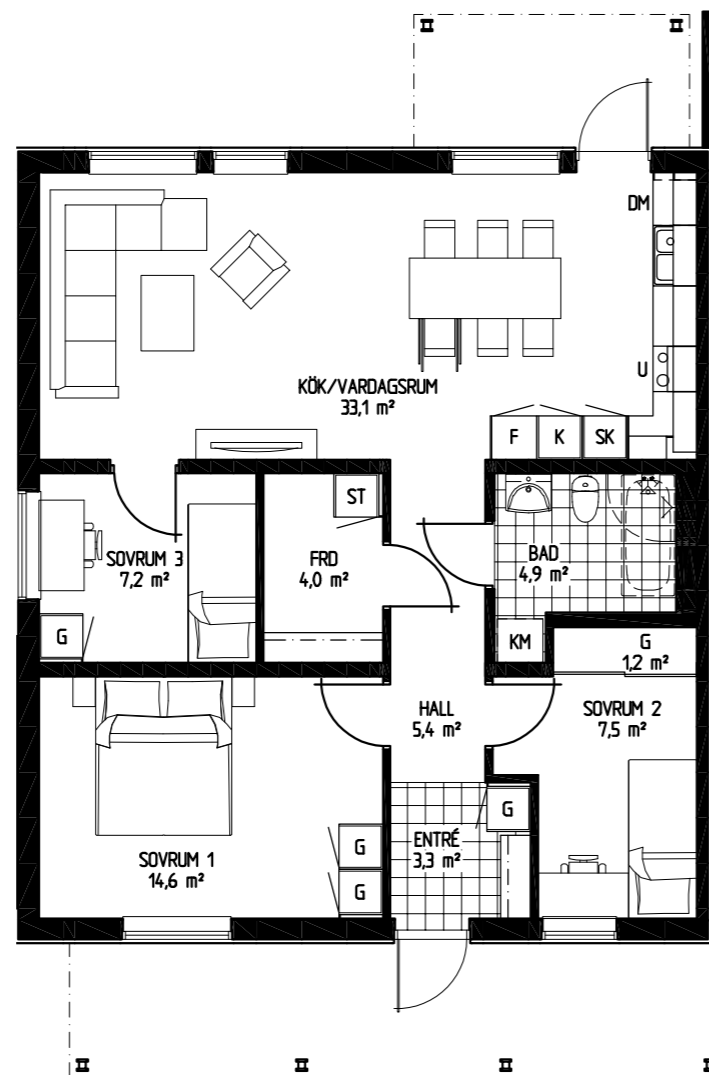 DM
U
KÖK/VARDAGSRUM
33,1 m²
F K SK
ST
SOVRUM 3
7,2 m²
FRD
4,0 m²
BAD
4,9 m²
G
KM
G
1,2 m²
HALL
5,4 m²
SOVRUM 2
7,5 m²
G
ENTRÉ
3,3 m²
SOVRUM 1
14,6 m²
G
G